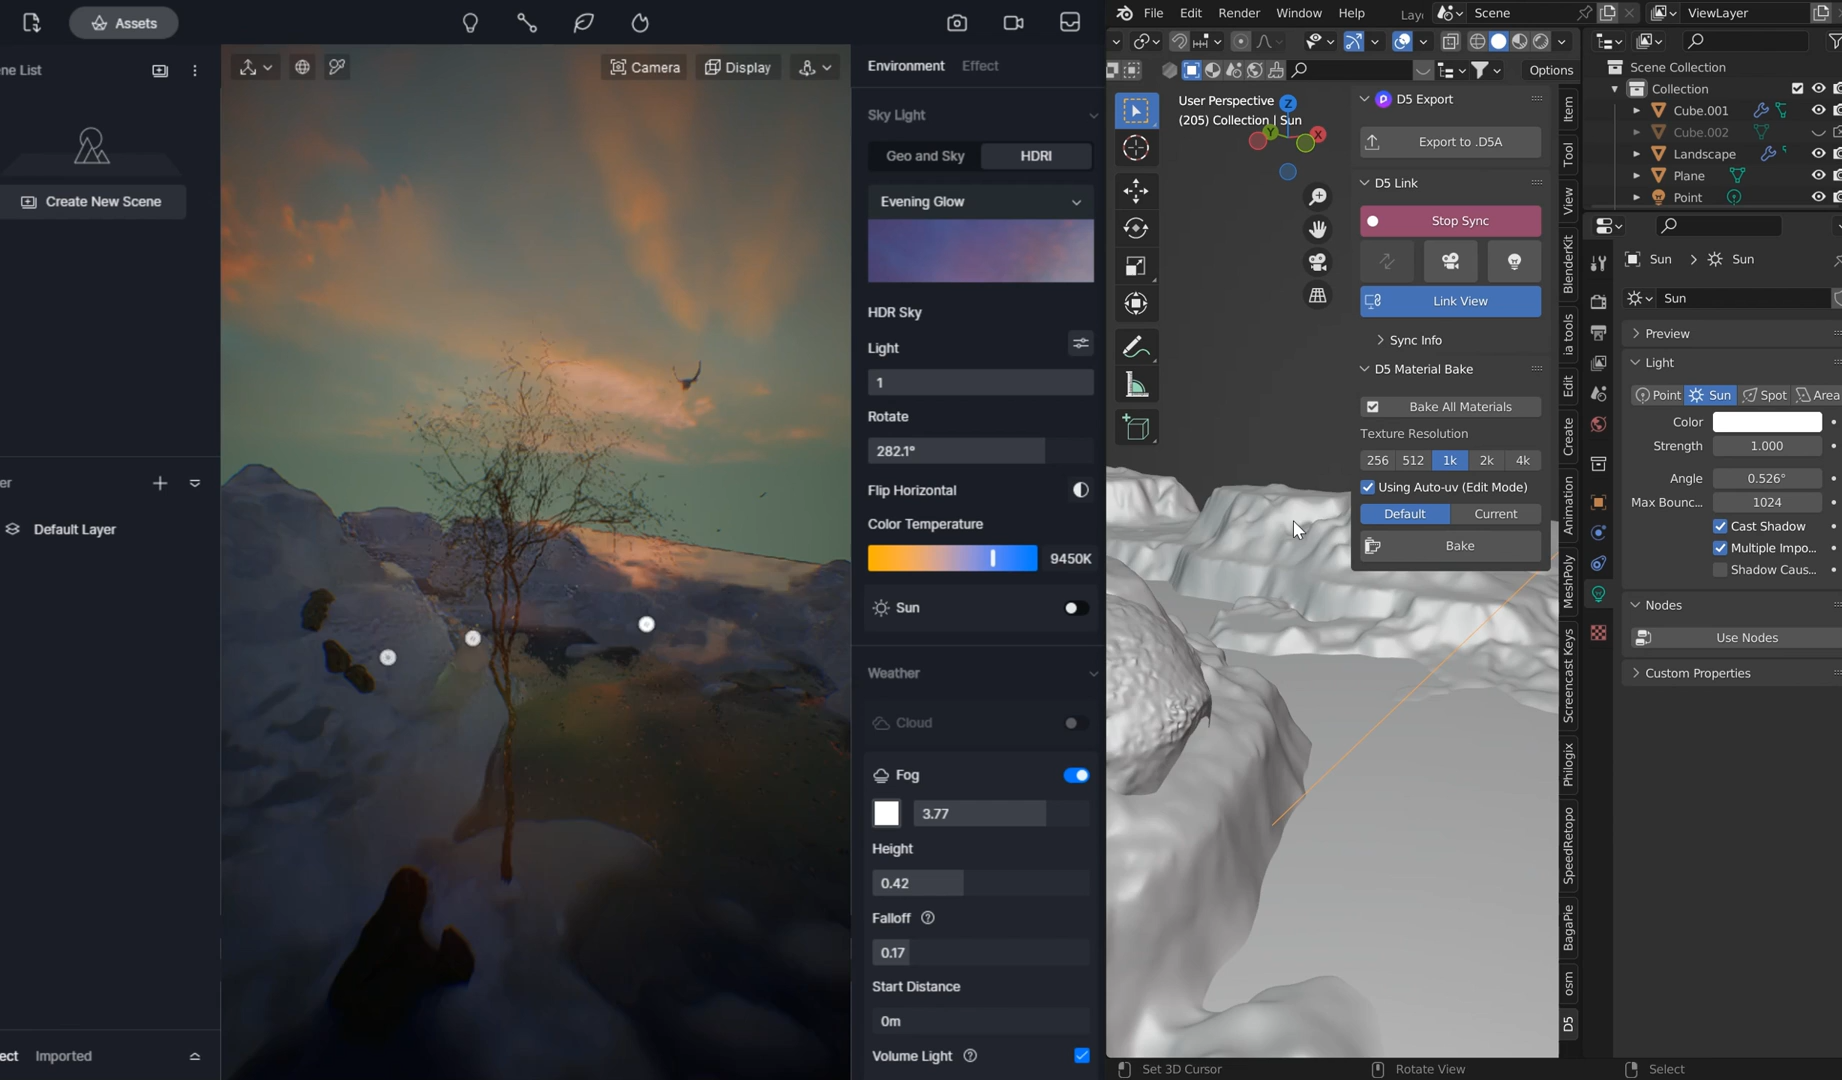 Assets
ne List
Create New Scene
er
Default Layer
ect
Imported
Camera
Display
Environment
Effect
Sky Light
Geo and Sky
HDRI
Evening Glow
HDR Sky
Light
1
Rotate
282.1°
Flip Horizontal
Color Temperature
9450K
Sun
Weather
Cloud
Fog
3.77
Height
0.42
Falloff
0.17
Start Distance
0m
Volume Light
File Edit Render Window Help
Layo
Scene
ViewLayer
Options
User Perspective
(205) Collection | Sun
Z
Y
X
D5 Export
Export to .D5A
D5 Link
Stop Sync
Link View
Sync Info
D5 Material Bake
Bake All Materials
Texture Resolution
256 512 1k 2k 4k
Using Auto-uv (Edit Mode)
Default Current
Bake
Item
Tool
View
BlenderKit
ia tools
Edit
Create
Animation
MeshPoly
Screencast Keys
Philogix
SpeedRetopo
BagaPie
osm
D5
Scene Collection
Collection
Cube.001
Cube.002
Landscape
Plane
Point
Sun > Sun
Sun
Preview
Light
Point Sun Spot Area
Color
Strength 1.000
Angle 0.526°
Max Bounc... 1024
Cast Shadow
Multiple Impo...
Shadow Caus...
Nodes
Use Nodes
Custom Properties
Set 3D Cursor
Rotate View
Select